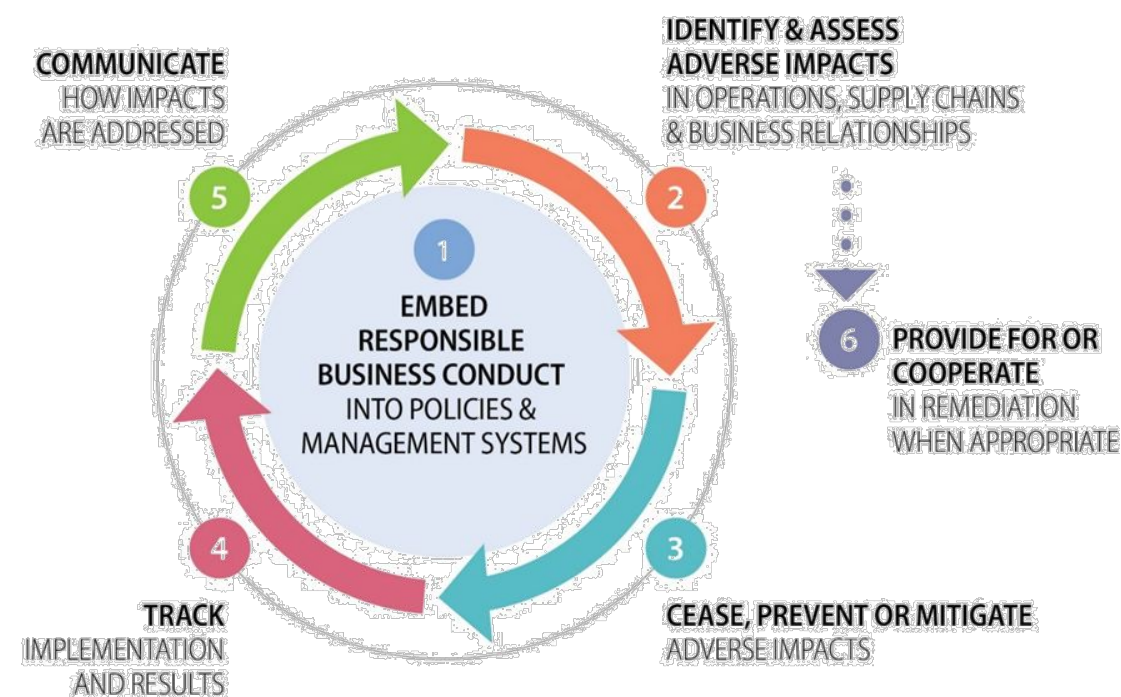 1
EMBED
RESPONSIBLE
BUSINESS CONDUCT
INTO POLICIES &
MANAGEMENT SYSTEMS
2
IDENTIFY & ASSESS
ADVERSE IMPACTS
IN OPERATIONS, SUPPLY CHAINS
& BUSINESS RELATIONSHIPS
3
CEASE, PREVENT OR MITIGATE
ADVERSE IMPACTS
4
TRACK
IMPLEMENTATION
AND RESULTS
5
COMMUNICATE
HOW IMPACTS
ARE ADDRESSED
6
PROVIDE FOR OR
COOPERATE
IN REMEDIATION
WHEN APPROPRIATE